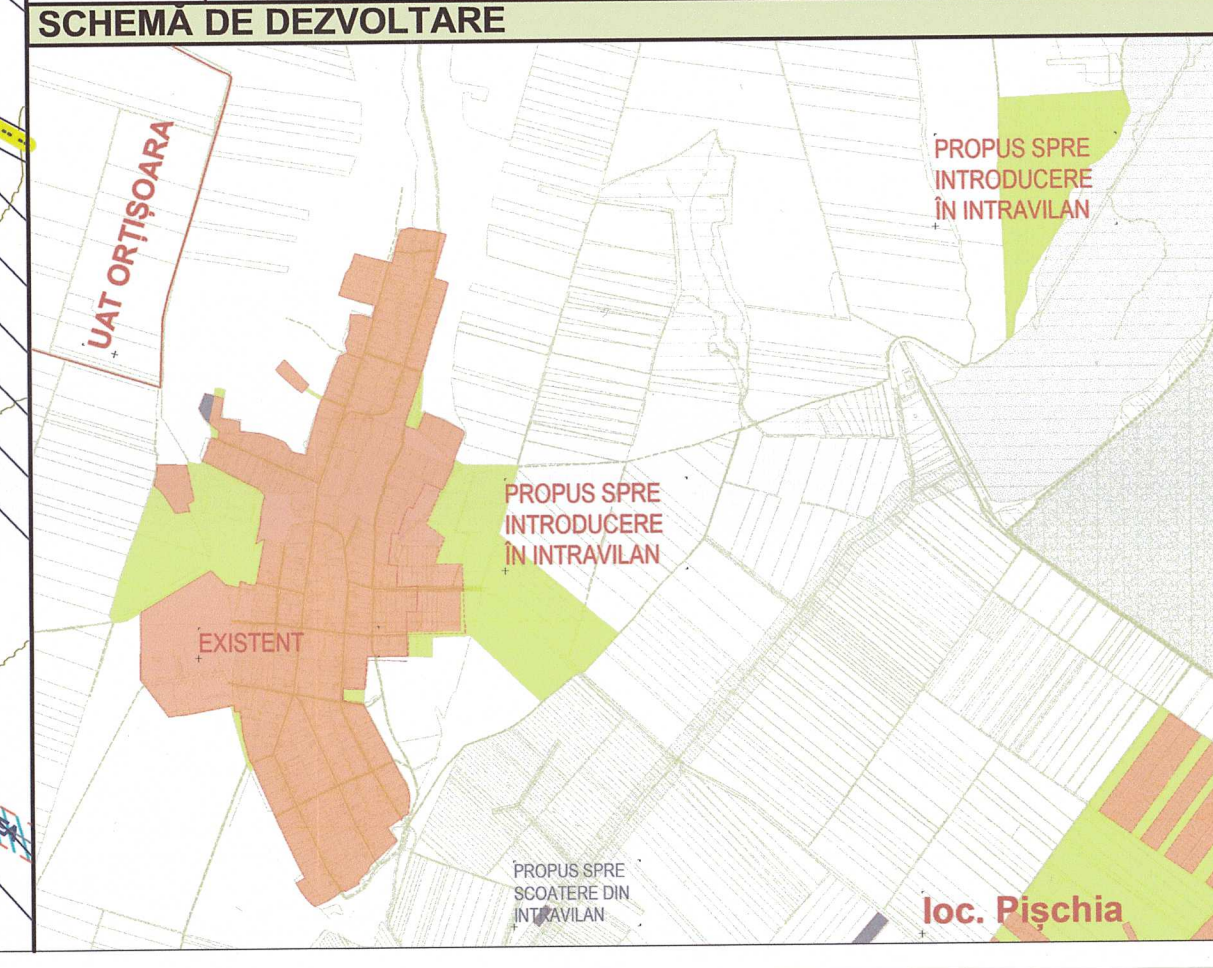 SCHEMĂ DE DEZVOLTARE
UAT ORȚIȘOARA
PROPUS SPRE
INTRODUCERE
ÎN INTRAVILAN
PROPUS SPRE
INTRODUCERE
ÎN INTRAVILAN
EXISTENT
PROPUS SPRE
SCOATERE DIN
INTRAVILAN
loc. Pișchia